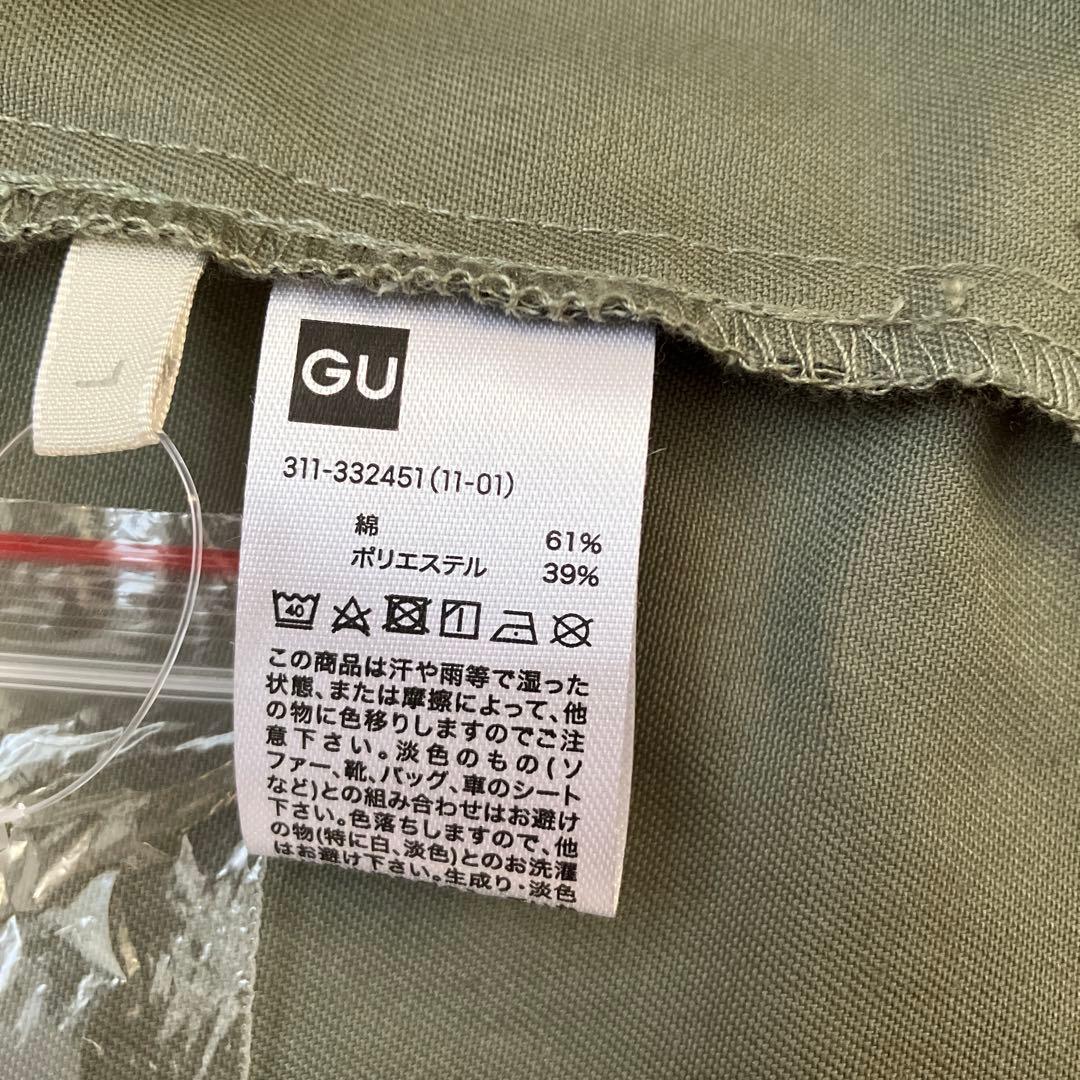 L
GU
311-332451(11-01)
綿 61%
ポリエステル 39%
40
この商品は汗や雨等で湿った
状態、または摩擦によって、他
の物に色移りしますのでご注
意下さい。淡色のもの(ソ
ファー、靴、バッグ、車のシート
など)との組み合わせはお避け
下さい。色落ちしますので、他
の物(特に白、淡色)とのお洗濯
はお避け下さい。生成り・淡色